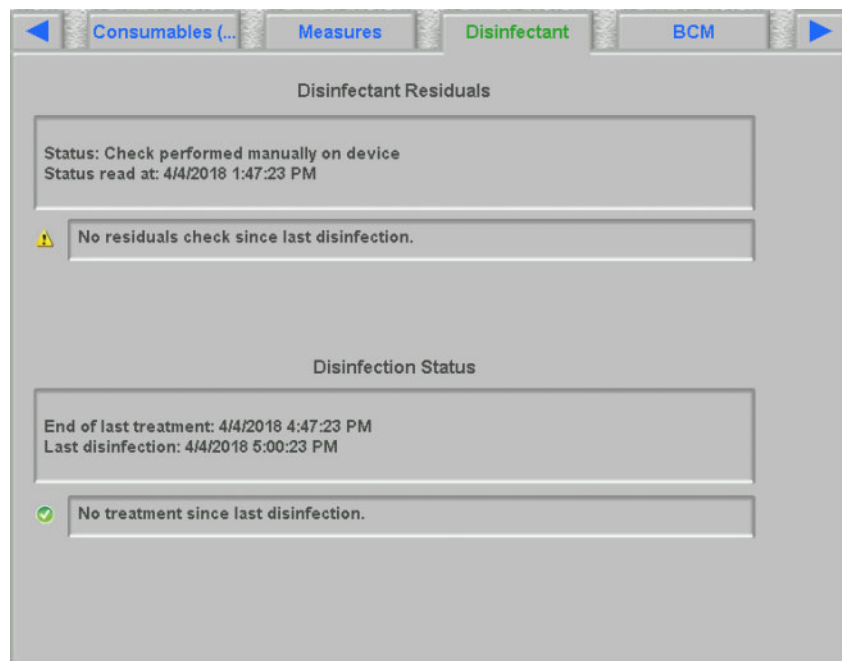 Consumables (...
Measures
Disinfectant
BCM
Disinfectant Residuals
Status: Check performed manually on device
Status read at: 4/4/2018 1:47:23 PM
No residuals check since last disinfection.
Disinfection Status
End of last treatment: 4/4/2018 4:47:23 PM
Last disinfection: 4/4/2018 5:00:23 PM
No treatment since last disinfection.